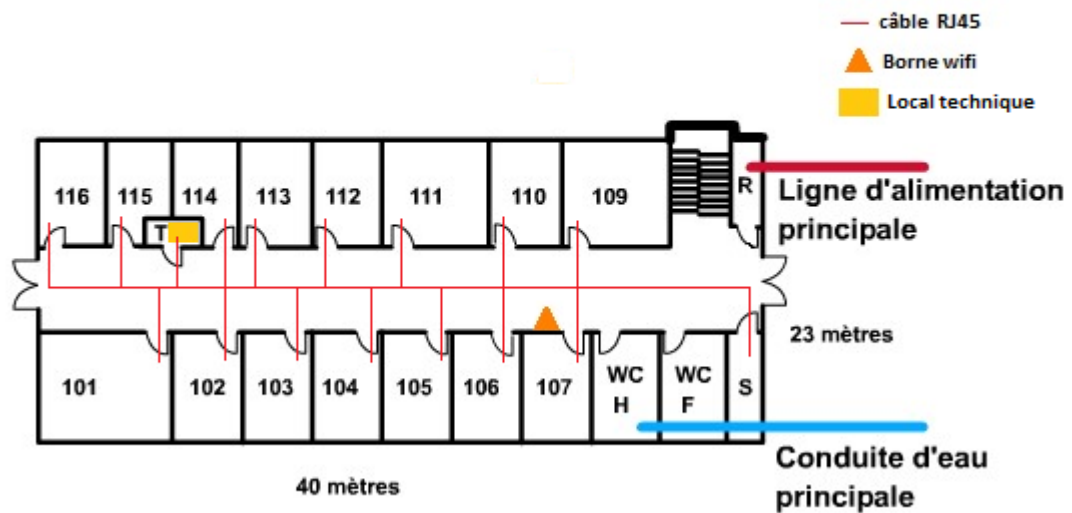 câble RJ45
Borne wifi
Local technique
116 115 114 113 112 111 110 109 R
T
Ligne d'alimentation
principale
23 mètres
101 102 103 104 105 106 107 WC H WC F S
40 mètres
Conduite d'eau
principale